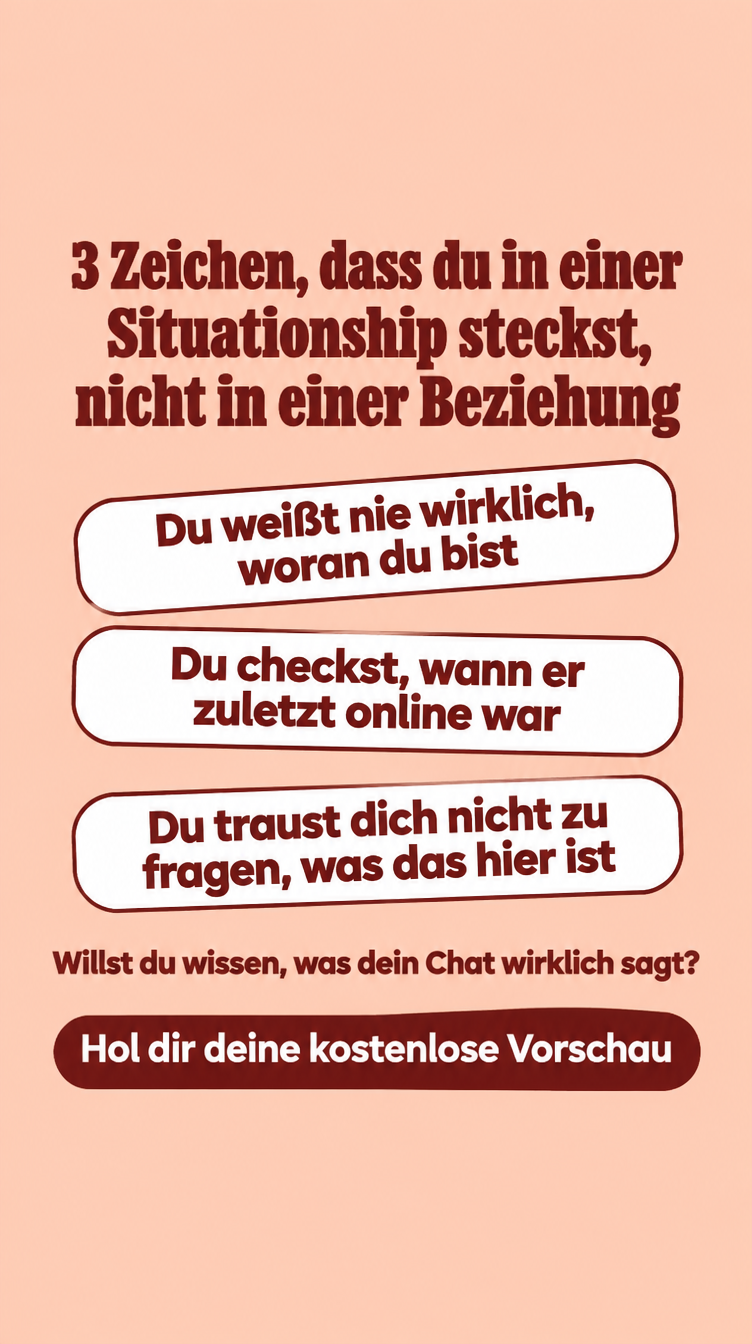 3 Zeichen, dass du in einer
Situationship steckst,
nicht in einer Beziehung
Du weißt nie wirklich,
woran du bist
Du checkst, wann er
zuletzt online war
Du traust dich nicht zu
fragen, was das hier ist
Willst du wissen, was dein Chat wirklich sagt?
Hol dir deine kostenlose Vorschau